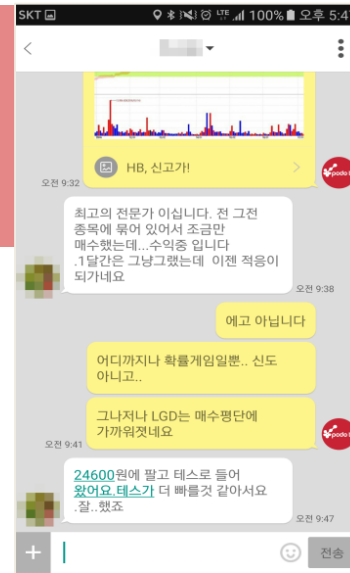 SKT
LTE 100% 오후 5:47
HB, 신고가!
오전 9:32
최고의 전문가 이십니다. 전 그전
종목에 묶어 있어서 조금만
매수했는데...수익중 입니다
.1달간은 그냥그랬는데 이젠 적응이
되가네요
오전 9:38
에고 아닙니다
어디까지나 확률게임일뿐.. 신도
아니고..
그나저나 LGD는 매수평단에
가까워졋네요
오전 9:41
24600원에 팔고 테스로 들어
왔어요.테스가 더 빠를것 같아서요
.잘..했죠
오전 9:47
전송